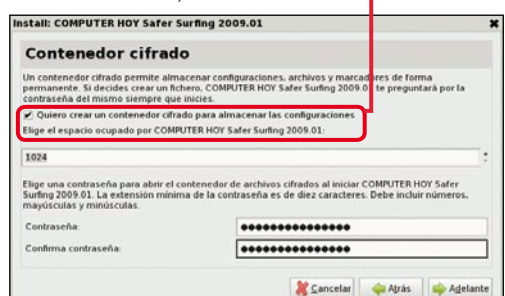 Install: COMPUTER HOY Safer Surfing 2009.01
Contenedor cifrado
Un contenedor cifrado permite almacenar configuraciones, archivos y marcadores de forma
permanente. Si decides crear un fichero, COMPUTER HOY Safer Surfing 2009.01 te preguntará por la
contraseña del mismo siempre que inicies.
Quiero crear un contenedor cifrado para almacenar las configuraciones
Elige el espacio ocupado por COMPUTER HOY Safer Surfing 2009.01:
1024
Elige una contraseña para abrir el contenedor de archivos cifrados al iniciar COMPUTER HOY Safer
Surfing 2009.01. La extensión mínima de la contraseña es de diez caracteres. Debe incluir números,
mayúsculas y minúsculas.
Contraseña:
Confirma contraseña:
Cancelar Atrás Adelante